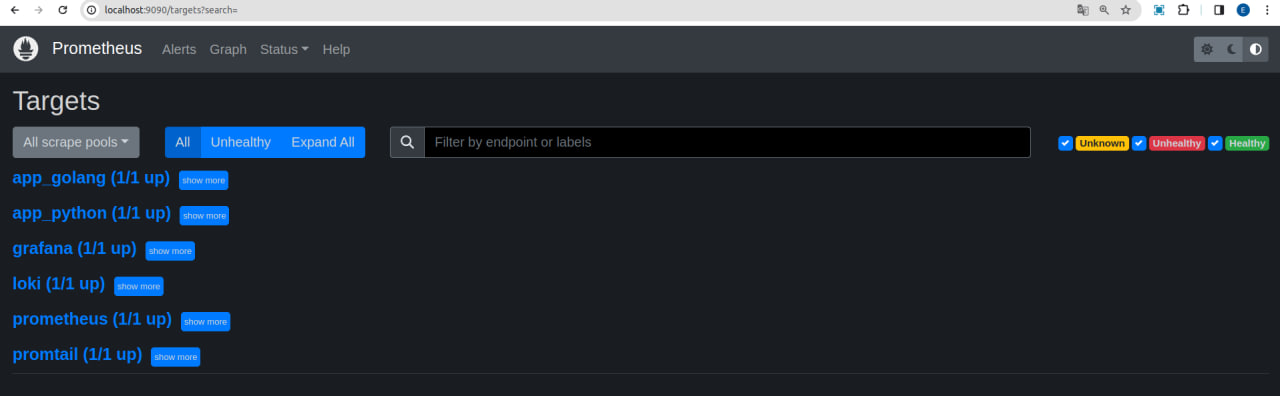 localhost:9090/targets?search=
E
Prometheus Alerts Graph Status Help
Targets
All scrape pools All Unhealthy Expand All Filter by endpoint or labels Unknown Unhealthy Healthy
app_golang (1/1 up) show more
app_python (1/1 up) show more
grafana (1/1 up) show more
loki (1/1 up) show more
prometheus (1/1 up) show more
promtail (1/1 up) show more